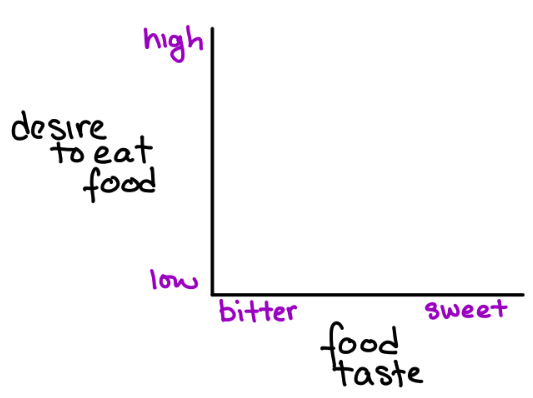 high
desire
to eat
food
low
bitter
sweet
food
taste